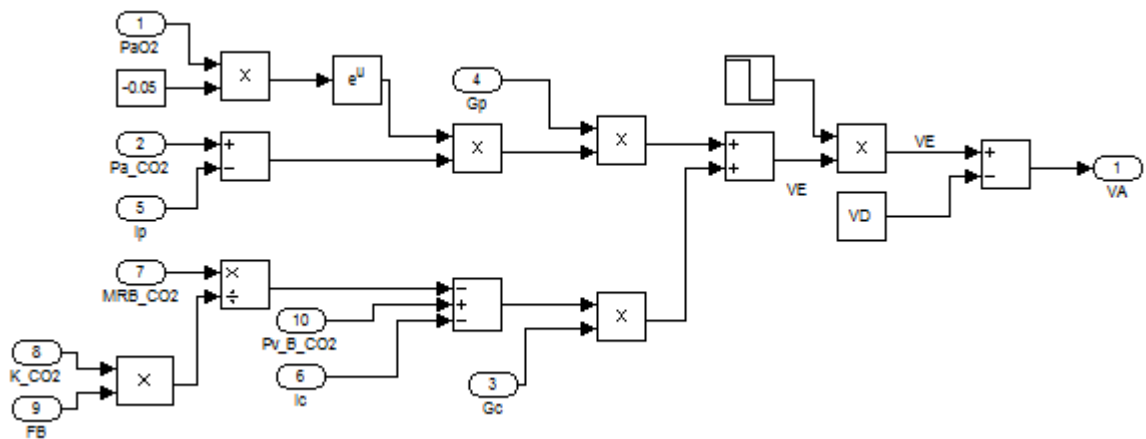 1
PaO2
×
-0.05
e^u
4
Gp
2
Pa_CO2
+
−
×
×
+
+
×
VE
VE
+
−
1
VA
5
Ip
VD
7
MRB_CO2
×
÷
−
+
−
10
Pv_B_CO2
×
8
K_CO2
×
9
FB
6
Ic
3
Gc